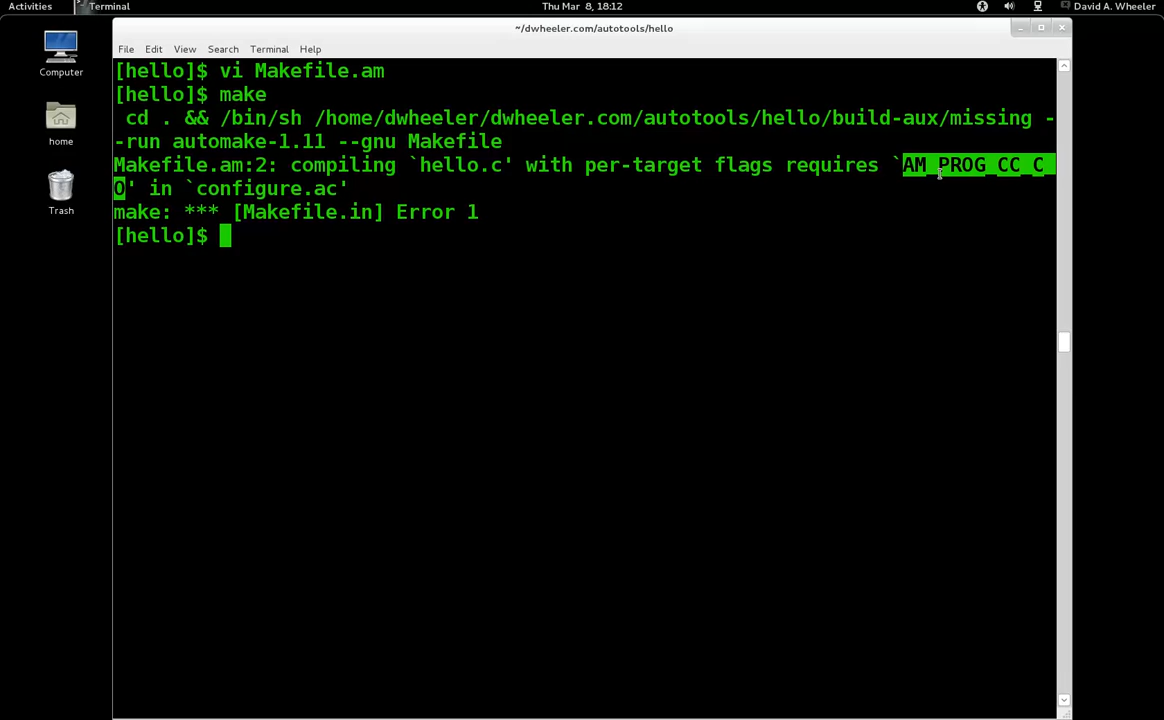 Activities Terminal Thu Mar 8, 18:12 David A. Wheeler
~/dwheeler.com/autotools/hello
File Edit View Search Terminal Help
Computer
home
Trash
[hello]$ vi Makefile.am
[hello]$ make
 cd . && /bin/sh /home/dwheeler/dwheeler.com/autotools/hello/build-aux/missing -
-run automake-1.11 --gnu Makefile
Makefile.am:2: compiling `hello.c' with per-target flags requires `AM_PROG_CC_C_
O' in `configure.ac'
make: *** [Makefile.in] Error 1
[hello]$